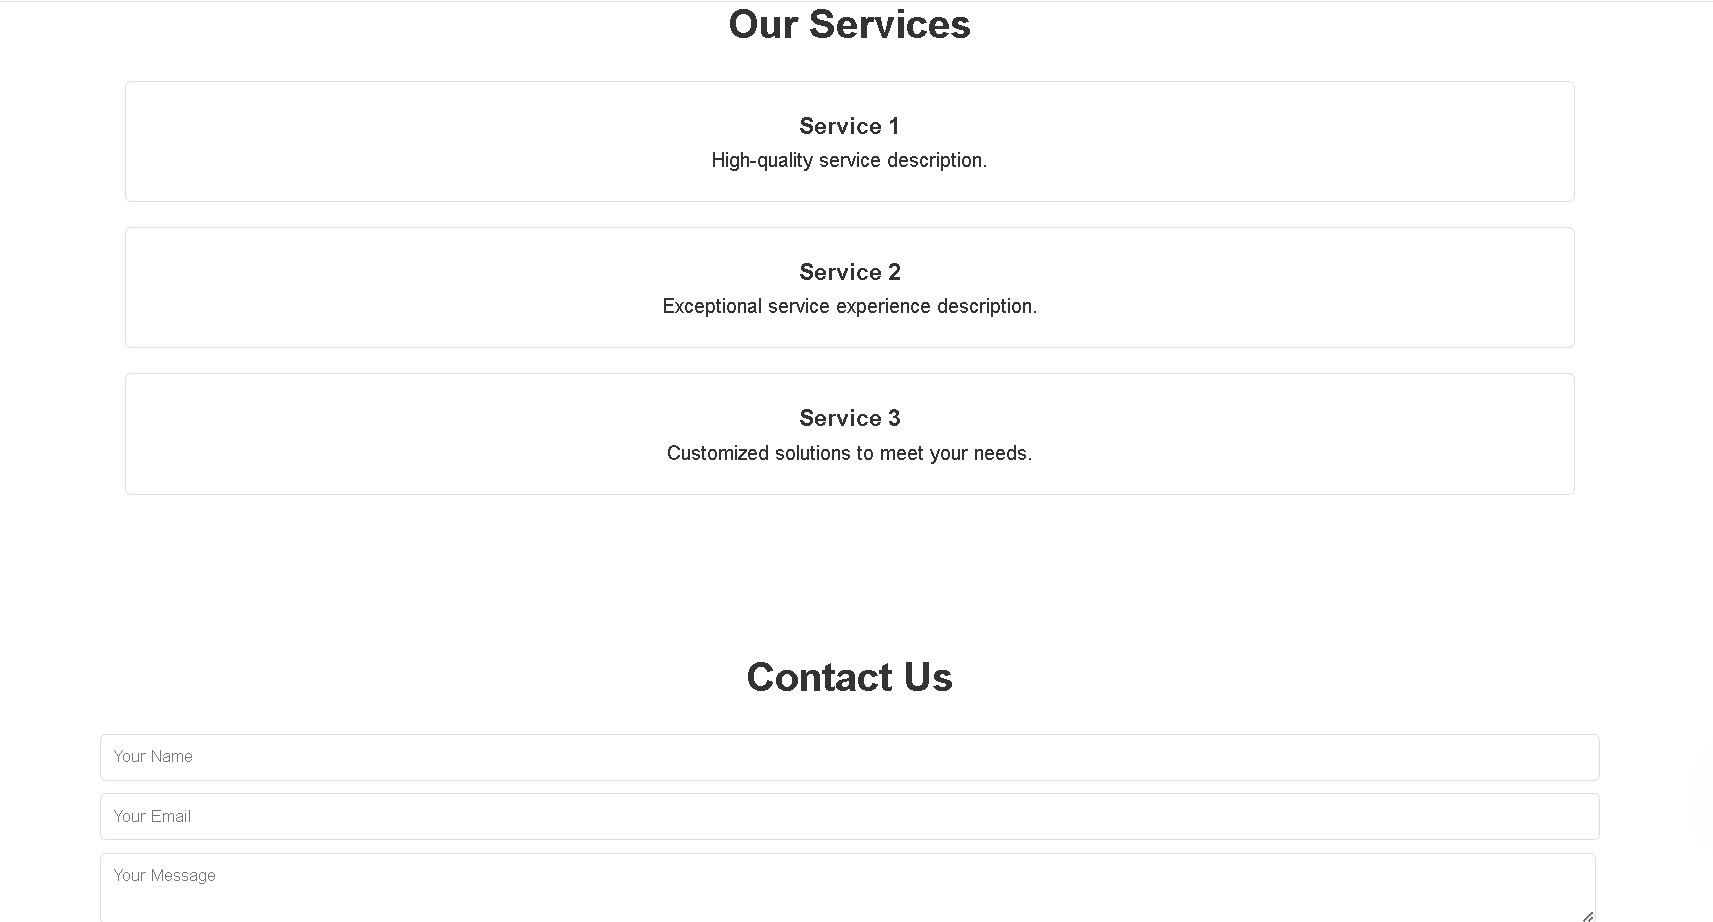 Our Services
Service 1
High-quality service description.
Service 2
Exceptional service experience description.
Service 3
Customized solutions to meet your needs.
Contact Us
Your Name
Your Email
Your Message